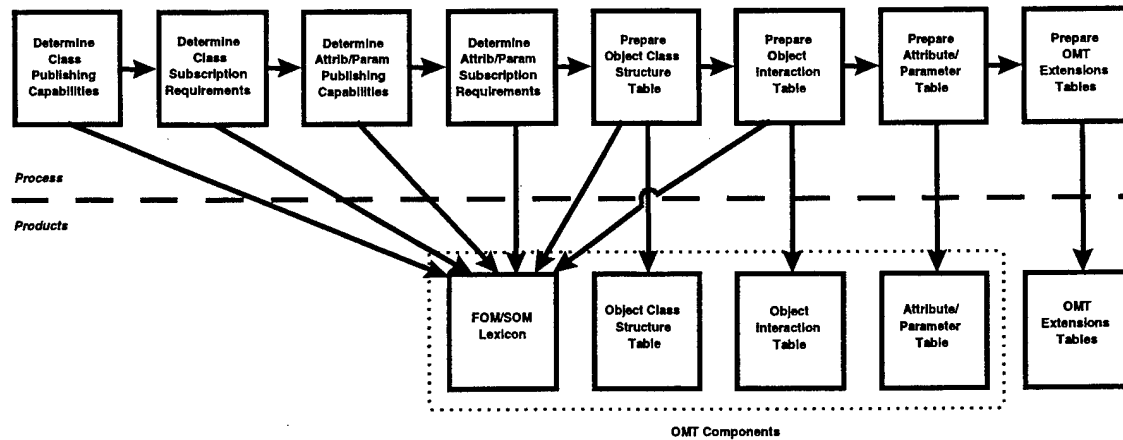 Determine
Class
Publishing
Capabilities
Determine
Class
Subscription
Requirements
Determine
Attrib/Param
Publishing
Capabilities
Determine
Attrib/Param
Subscription
Requirements
Prepare
Object Class
Structure
Table
Prepare
Object
Interaction
Table
Prepare
Attribute/
Parameter
Table
Prepare
OMT
Extensions
Tables
Process
Products
FOM/SOM
Lexicon
Object Class
Structure
Table
Object
Interaction
Table
Attribute/
Parameter
Table
OMT
Extensions
Tables
OMT Components